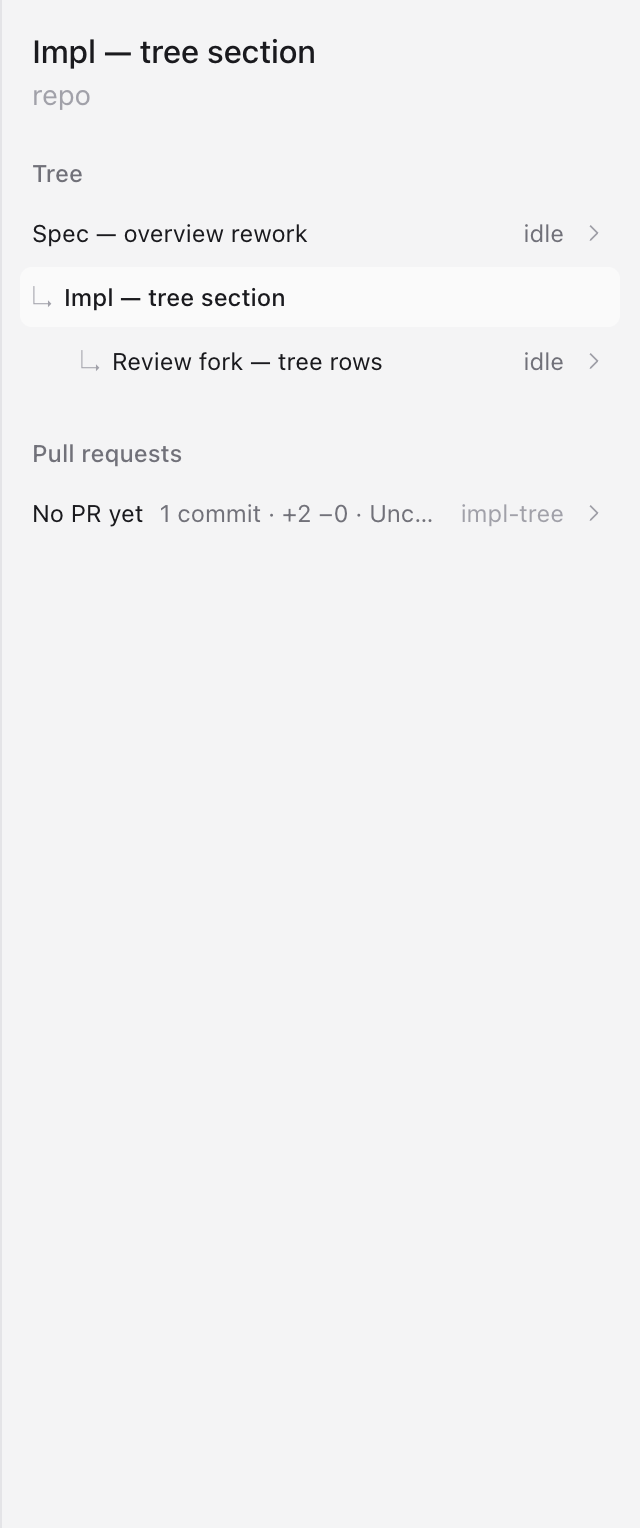 Impl — tree section
repo
Tree
Spec — overview rework idle
Impl — tree section
Review fork — tree rows idle
Pull requests
No PR yet 1 commit · +2 −0 · Unc... impl-tree